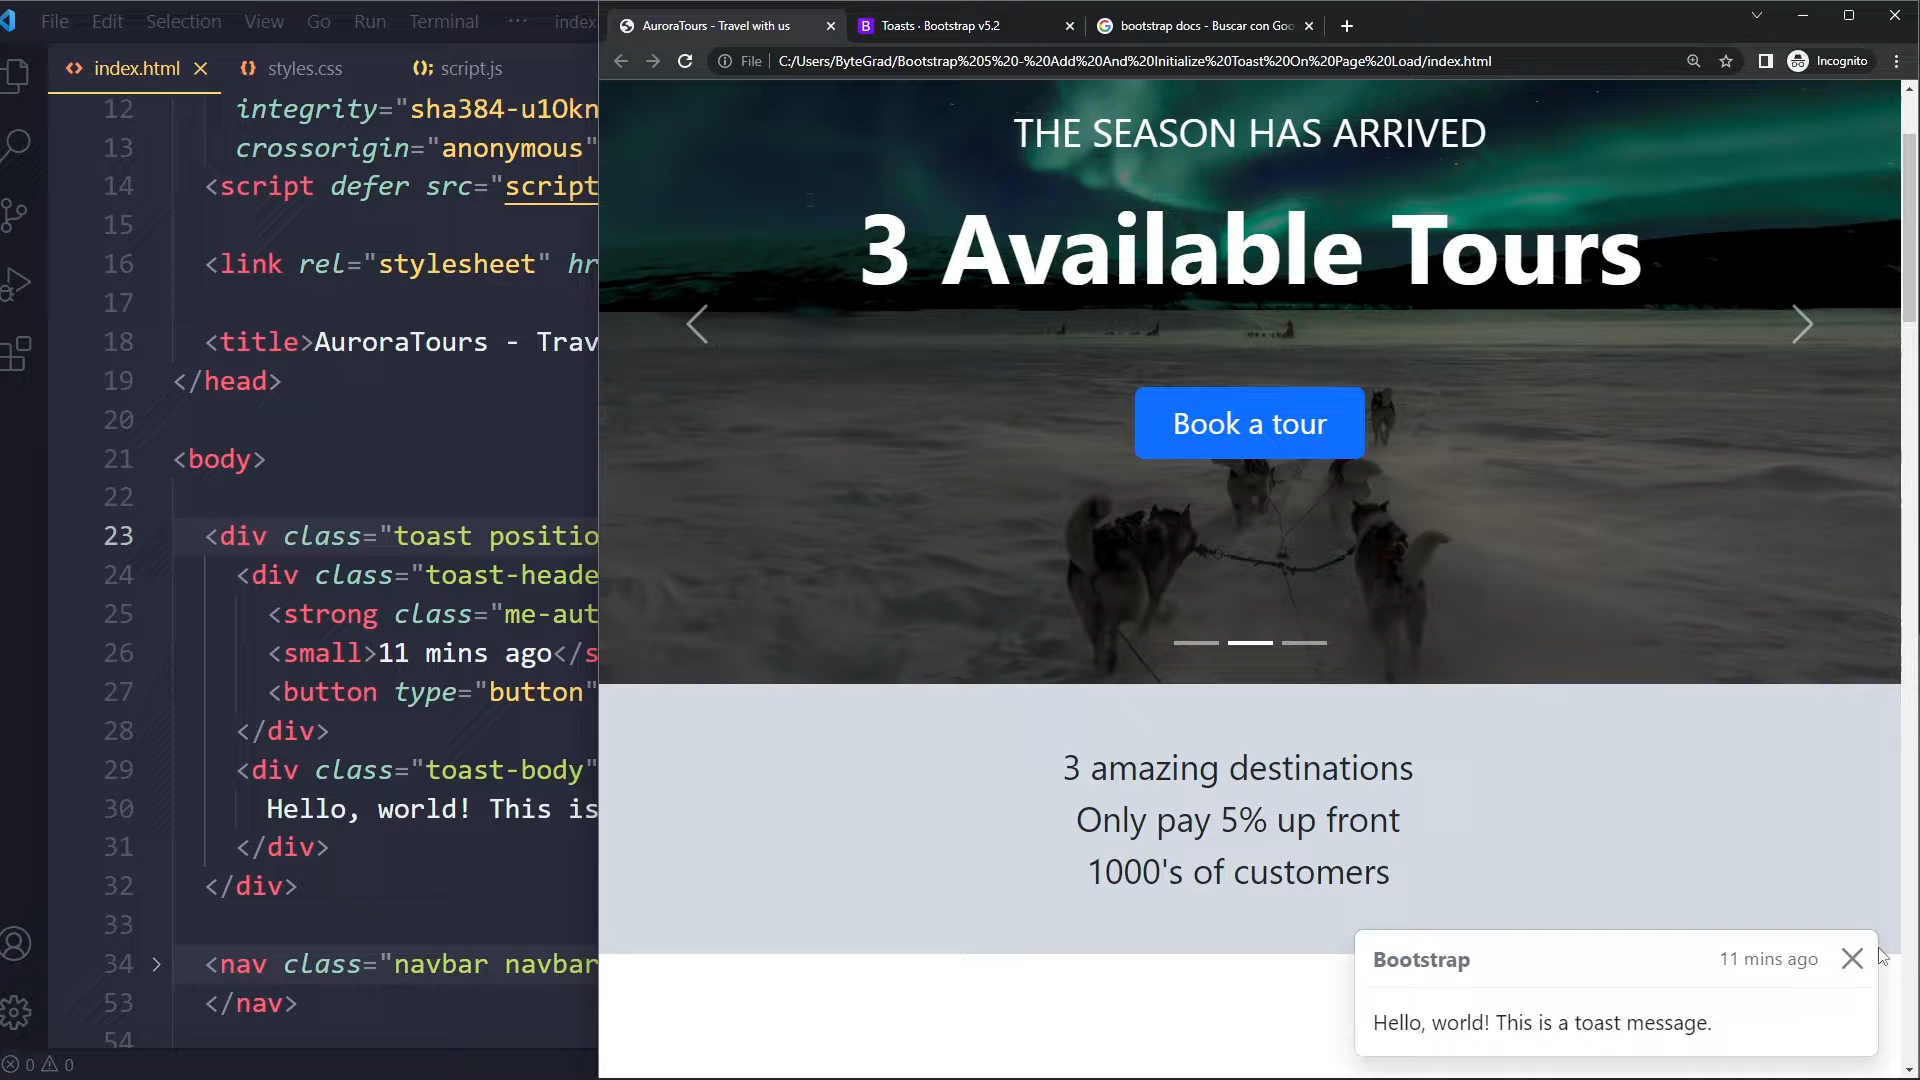 File Edit Selection View Go Run Terminal ··· index.
index.html styles.css script.js
12 integrity="sha384-u1Okn
13 crossorigin="anonymous"
14 <script defer src="script
15
16 <link rel="stylesheet" hr
17
18 <title>AuroraTours - Trav
19 </head>
20
21 <body>
22
23 <div class="toast positio
24 <div class="toast-heade
25 <strong class="me-aut
26 <small>11 mins ago</s
27 <button type="button"
28 </div>
29 <div class="toast-body"
30 Hello, world! This is
31 </div>
32 </div>
33
34 <nav class="navbar navbar
53 </nav>
54
0 0
AuroraTours - Travel with us
Toasts · Bootstrap v5.2
bootstrap docs - Buscar con Goo
File C:/Users/ByteGrad/Bootstrap%205%20-%20Add%20And%20Initialize%20Toast%20On%20Page%20Load/index.html
Incognito
THE SEASON HAS ARRIVED
3 Available Tours
Book a tour
3 amazing destinations
Only pay 5% up front
1000's of customers
Bootstrap 11 mins ago
Hello, world! This is a toast message.